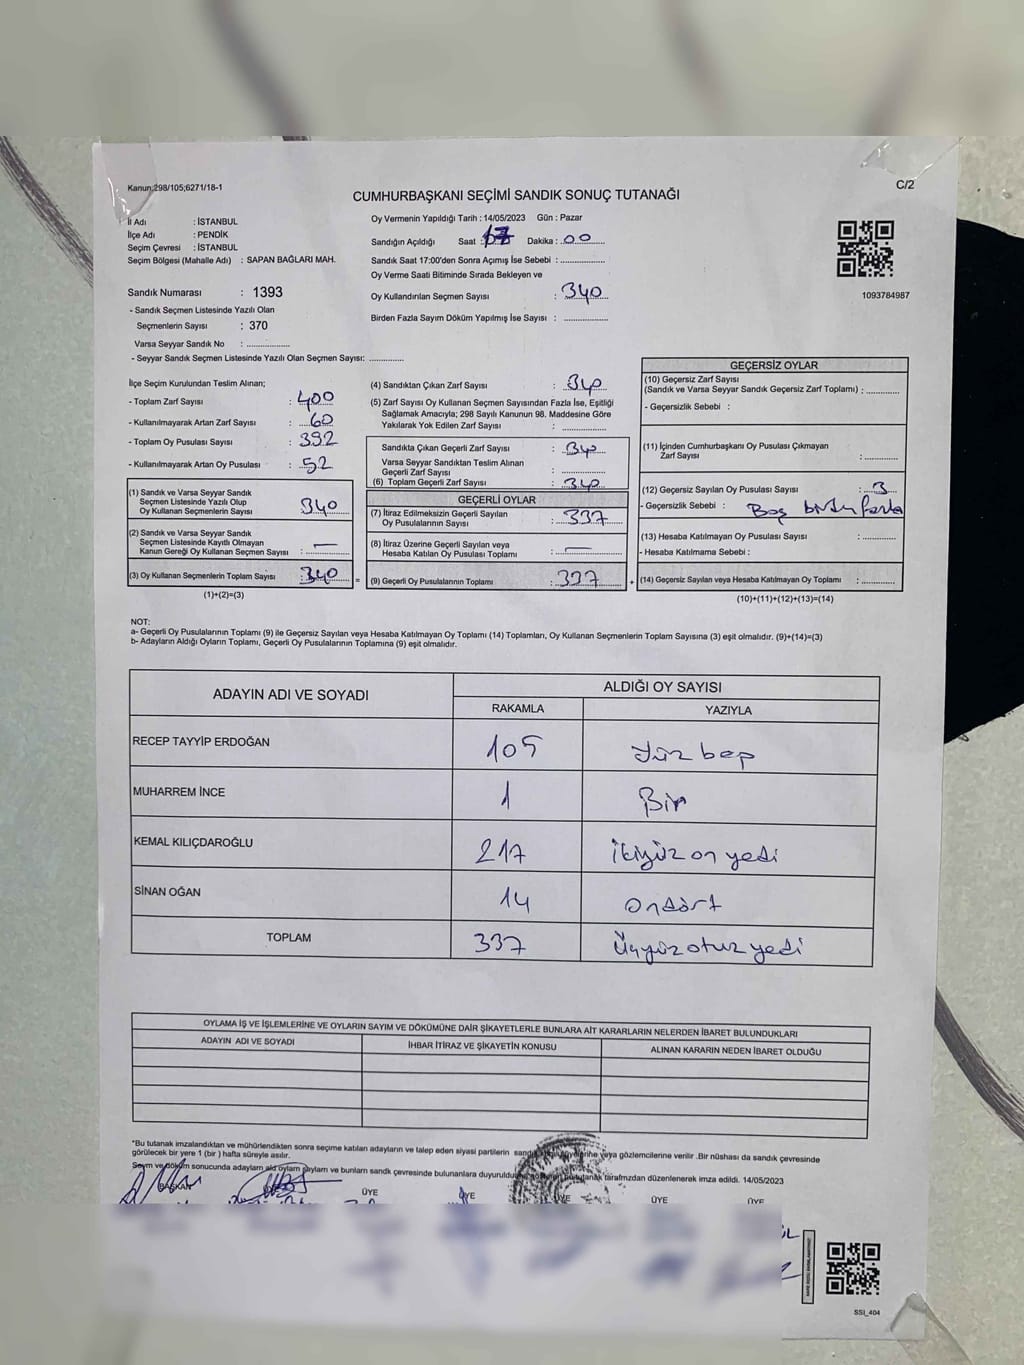 Kanun:298/105;6271/18-1
C/2
CUMHURBAŞKANI SEÇİMİ SANDIK SONUÇ TUTANAĞI
İl Adı : İSTANBUL
İlçe Adı : PENDİK
Seçim Çevresi : İSTANBUL
Seçim Bölgesi (Mahalle Adı) : SAPAN BAĞLARI MAH.
Sandık Numarası : 1393
- Sandık Seçmen Listesinde Yazılı Olan
Seçmenlerin Sayısı : 370
Varsa Seyyar Sandık No : ..............
- Seyyar Sandık Seçmen Listesinde Yazılı Olan Seçmen Sayısı: ............
Oy Vermenin Yapıldığı Tarih : 14/05/2023 Gün : Pazar
Sandığın Açıldığı Saat : 17 Dakika : 00
Sandık Saat 17:00'den Sonra Açımış İse Sebebi : ..............
Oy Verme Saati Bitiminde Sırada Bekleyen ve
Oy Kullandırılan Seçmen Sayısı : 340
Birden Fazla Sayım Döküm Yapılmış İse Sayısı : ..............
1093784987
İlçe Seçim Kurulundan Teslim Alınan;
- Toplam Zarf Sayısı : 400
- Kullanılmayarak Artan Zarf Sayısı : 60
- Toplam Oy Pusulası Sayısı : 392
- Kullanılmayarak Artan Oy Pusulası : 52
(1) Sandık ve Varsa Seyyar Sandık
Seçmen Listesinde Yazılı Olup
Oy Kullanan Seçmenlerin Sayısı 340
(2) Sandık ve Varsa Seyyar Sandık
Seçmen Listesinde Kayıtlı Olmayan
Kanun Gereği Oy Kullanan Seçmen Sayısı : —
(3) Oy Kullanan Seçmenlerin Toplam Sayısı : 340
(1)+(2)=(3)
(4) Sandıktan Çıkan Zarf Sayısı : 340
(5) Zarf Sayısı Oy Kullanan Seçmen Sayısından Fazla İse, Eşitliği
Sağlamak Amacıyla; 298 Sayılı Kanunun 98. Maddesine Göre
Yakılarak Yok Edilen Zarf Sayısı : ..............
Sandıkta Çıkan Geçerli Zarf Sayısı : 340
Varsa Seyyar Sandıktan Teslim Alınan
Geçerli Zarf Sayısı : ..............
(6) Toplam Geçerli Zarf Sayısı : 340
GEÇERLİ OYLAR
(7) İtiraz Edilmeksizin Geçerli Sayılan
Oy Pusulalarının Sayısı : 337
(8) İtiraz Üzerine Geçerli Sayılan veya
Hesaba Katılan Oy Pusulası Toplamı : —
= (9) Geçerli Oy Pusulalarının Toplamı : 337
GEÇERSİZ OYLAR
(10) Geçersiz Zarf Sayısı
(Sandık ve Varsa Seyyar Sandık Geçersiz Zarf Toplamı) : ............
- Geçersizlik Sebebi :
(11) İçinden Cumhurbaşkanı Oy Pusulası Çıkmayan
Zarf Sayısı : ............
(12) Geçersiz Sayılan Oy Pusulası Sayısı : 3
- Geçersizlik Sebebi : Boş birden fazla
(13) Hesaba Katılmayan Oy Pusulası Sayısı : ............
- Hesaba Katılmama Sebebi :
+ (14) Geçersiz Sayılan veya Hesaba Katılmayan Oy Toplamı : ............
(10)+(11)+(12)+(13)=(14)
NOT:
a- Geçerli Oy Pusulalarının Toplamı (9) ile Geçersiz Sayılan veya Hesaba Katılmayan Oy Toplamı (14) Toplamları, Oy Kullanan Seçmenlerin Toplam Sayısına (3) eşit olmalıdır. (9)+(14)=(3)
b- Adayların Aldığı Oyların Toplamı, Geçerli Oy Pusulalarının Toplamına (9) eşit olmalıdır.
ADAYIN ADI VE SOYADI ALDIĞI OY SAYISI
RAKAMLA YAZIYLA
RECEP TAYYİP ERDOĞAN 105 Yüz beş
MUHARREM İNCE 1 Bir
KEMAL KILIÇDAROĞLU 217 ikiyüz on yedi
SİNAN OĞAN 14 ondört
TOPLAM 337 Üçyüz otuz yedi
OYLAMA İŞ VE İŞLEMLERİNE VE OYLARIN SAYIM VE DÖKÜMÜNE DAİR ŞİKAYETLERLE BUNLARA AİT KARARLARIN NELERDEN İBARET BULUNDUKLARI
ADAYIN ADI VE SOYADI İHBAR İTİRAZ VE ŞİKAYETİN KONUSU ALINAN KARARIN NEDEN İBARET OLDUĞU
*Bu tutanak imzalandıktan ve mühürlendikten sonra seçime katılan adayların ve talep eden siyasi partilerin veya gözlemcilerine verilir .Bir nüshası da sandık çevresinde
görülecek bir yere 1 (bir ) hafta süreyle asılır.
Sayım ve döküm sonucunda adayların ve bunların sandık çevresinde bulunanlara tarafımızdan düzenlenerek imza edildi. 14/05/2023
BAŞKAN ÜYE ÜYE ÜYE ÜYE ÜYE
SSI_404